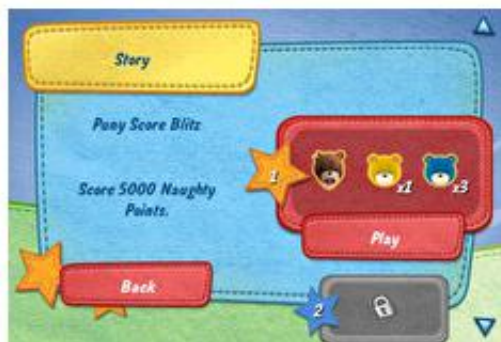 Story
Pony Score Blitz
Score 5000 Naughty
Points.
1
x1
x3
Play
Back
2